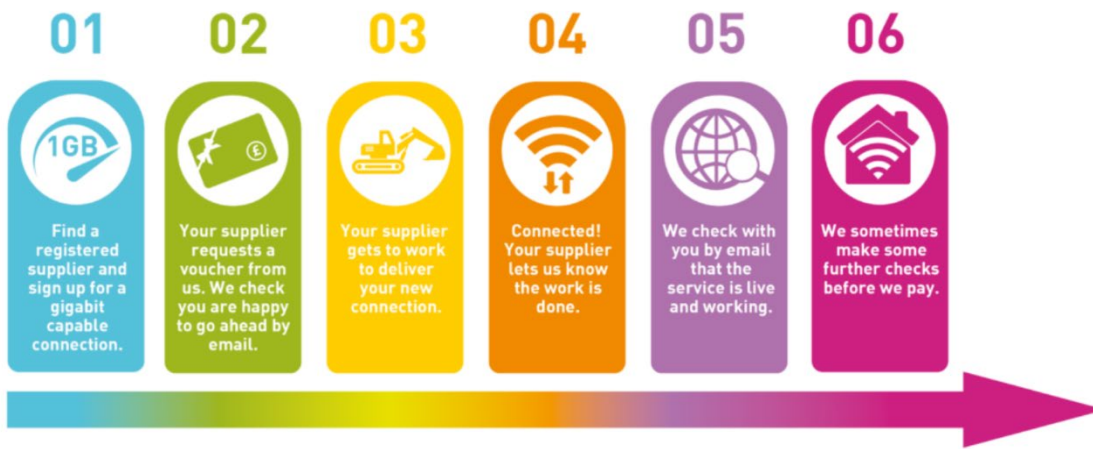 01
02
03
04
05
06
1GB
Find a
registered
supplier and
sign up for a
gigabit
capable
connection.
£
Your supplier
requests a
voucher from
us. We check
you are happy
to go ahead by
email.
Your supplier
gets to work
to deliver
your new
connection.
Connected!
Your supplier
lets us know
the work is
done.
We check with
you by email
that the
service is live
and working.
We sometimes
make some
further checks
before we pay.